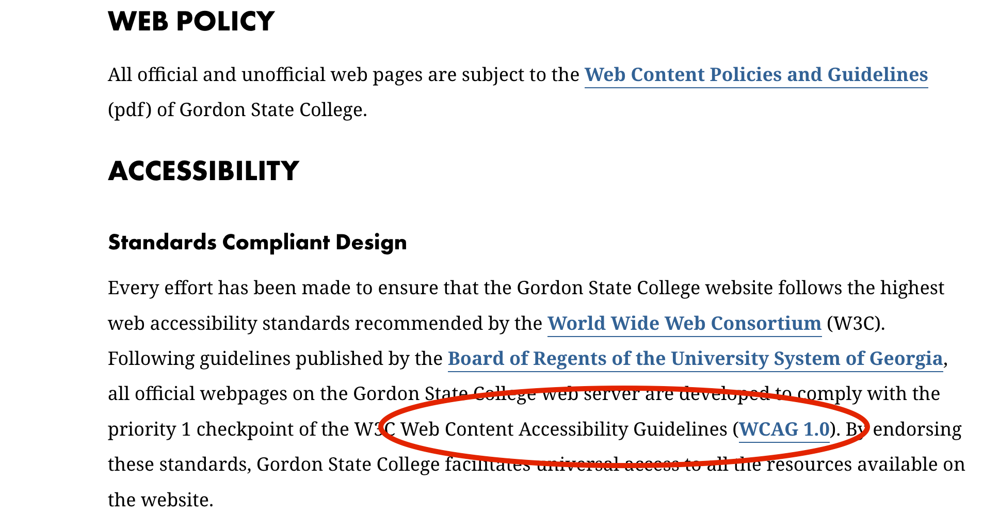 WEB POLICY
All official and unofficial web pages are subject to the Web Content Policies and Guidelines
(pdf) of Gordon State College.
ACCESSIBILITY
Standards Compliant Design
Every effort has been made to ensure that the Gordon State College website follows the highest
web accessibility standards recommended by the World Wide Web Consortium (W3C).
Following guidelines published by the Board of Regents of the University System of Georgia,
all official webpages on the Gordon State College web server are developed to comply with the
priority 1 checkpoint of the W3C Web Content Accessibility Guidelines (WCAG 1.0). By endorsing
these standards, Gordon State College facilitates universal access to all the resources available on
the website.